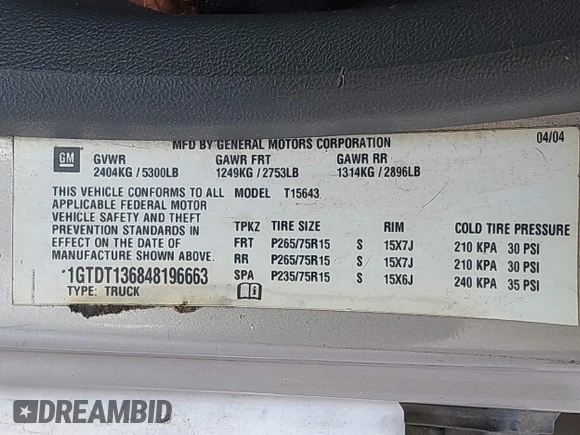 MFD BY GENERAL MOTORS CORPORATION 04/04
GM
GVWR GAWR FRT GAWR RR
2404KG / 5300LB 1249KG / 2753LB 1314KG / 2896LB
THIS VEHICLE CONFORMS TO ALL MODEL T15643
APPLICABLE FEDERAL MOTOR
VEHICLE SAFETY AND THEFT
PREVENTION STANDARDS IN
EFFECT ON THE DATE OF
MANUFACTURE SHOWN ABOVE.
*1GTDT136848196663
TYPE: TRUCK
TPKZ TIRE SIZE RIM COLD TIRE PRESSURE
FRT P265/75R15 S 15X7J 210 KPA 30 PSI
RR P265/75R15 S 15X7J 210 KPA 30 PSI
SPA P235/75R15 S 15X6J 240 KPA 35 PSI
DREAMBID